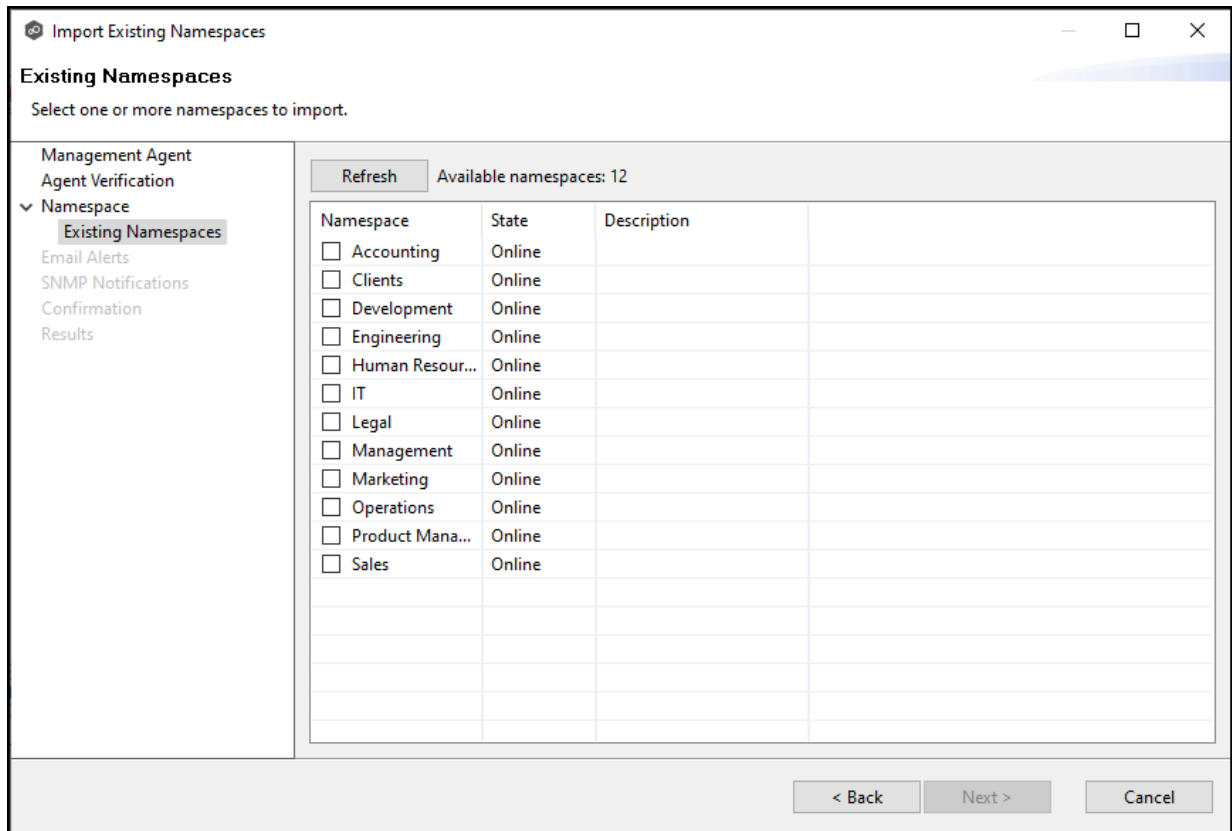 Import Existing Namespaces
Existing Namespaces
Select one or more namespaces to import.
Management Agent
Agent Verification
Namespace
Existing Namespaces
Email Alerts
SNMP Notifications
Confirmation
Results
Refresh Available namespaces: 12
Namespace State Description
Accounting Online
Clients Online
Development Online
Engineering Online
Human Resour... Online
IT Online
Legal Online
Management Online
Marketing Online
Operations Online
Product Mana... Online
Sales Online
< Back Next > Cancel